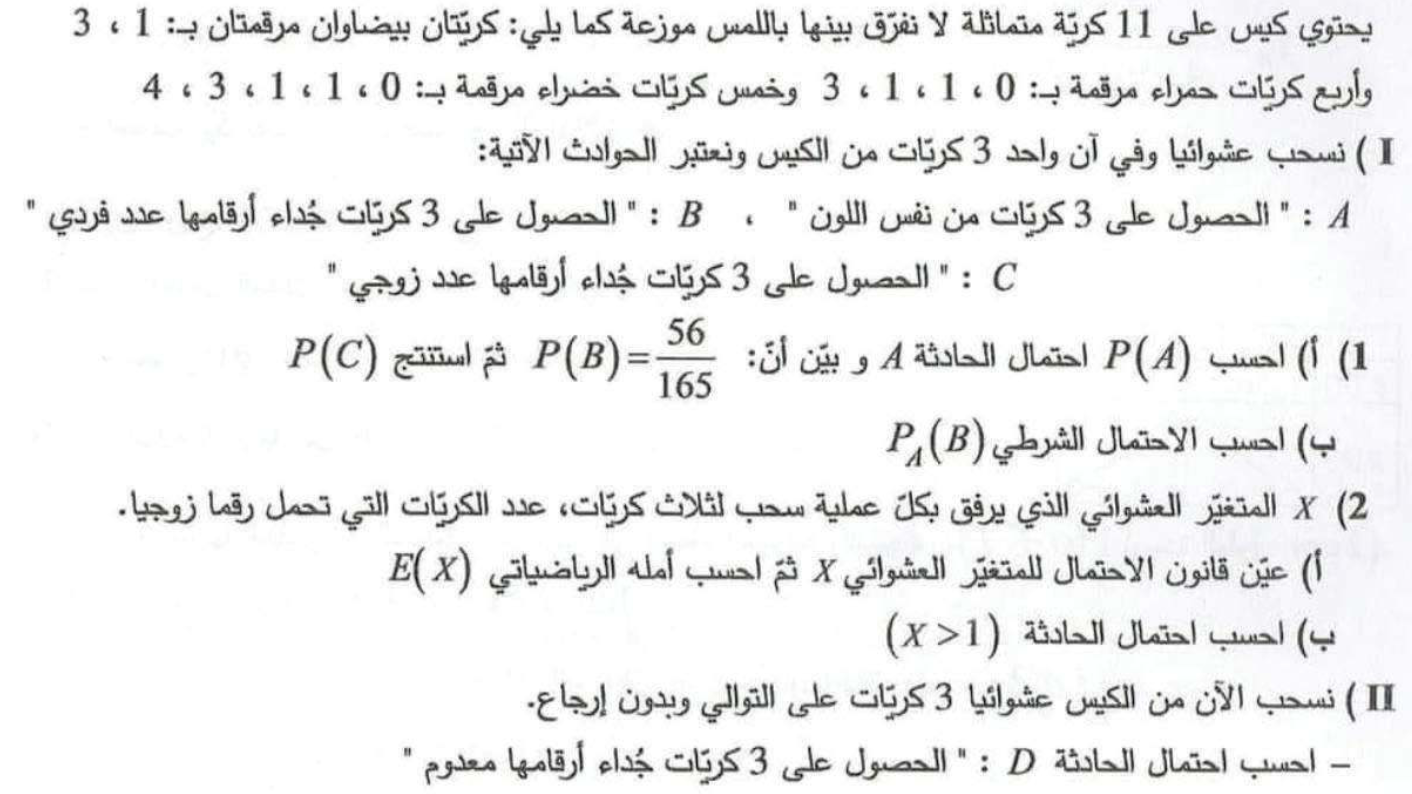 يحتوي كيس على 11 كريّة متماثلة لا نفرّق بينها باللمس موزعة كما يلي: كريّتان بيضاوان مرقمتان بـ: 1 ، 3
وأربع كريّات حمراء مرقمة بـ: 0 ، 1 ، 1 ، 3 وخمس كريّات خضراء مرقمة بـ: 0 ، 1 ، 1 ، 3 ، 4
I ) نسحب عشوائيا وفي آن واحد 3 كريّات من الكيس ونعتبر الحوادث الآتية:
A : " الحصول على 3 كريّات من نفس اللون " ، B : " الحصول على 3 كريّات جُداء أرقامها عدد فردي "
C : " الحصول على 3 كريّات جُداء أرقامها عدد زوجي "
1) أ) احسب P(A) احتمال الحادثة A و بيّن أنّ: P(B)=56/165 ثمّ استنتج P(C)
ب) احسب الاحتمال الشرطي P_A(B)
2) X المتغيّر العشوائي الذي يرفق بكلّ عملية سحب لثلاث كريّات، عدد الكريّات التي تحمل رقما زوجيا.
أ) عيّن قانون الاحتمال للمتغيّر العشوائي X ثمّ احسب أمله الرياضياتي E(X)
ب) احسب احتمال الحادثة (X >1)
II ) نسحب الآن من الكيس عشوائيا 3 كريّات على التوالي وبدون إرجاع.
– احسب احتمال الحادثة D : " الحصول على 3 كريّات جُداء أرقامها معدوم "